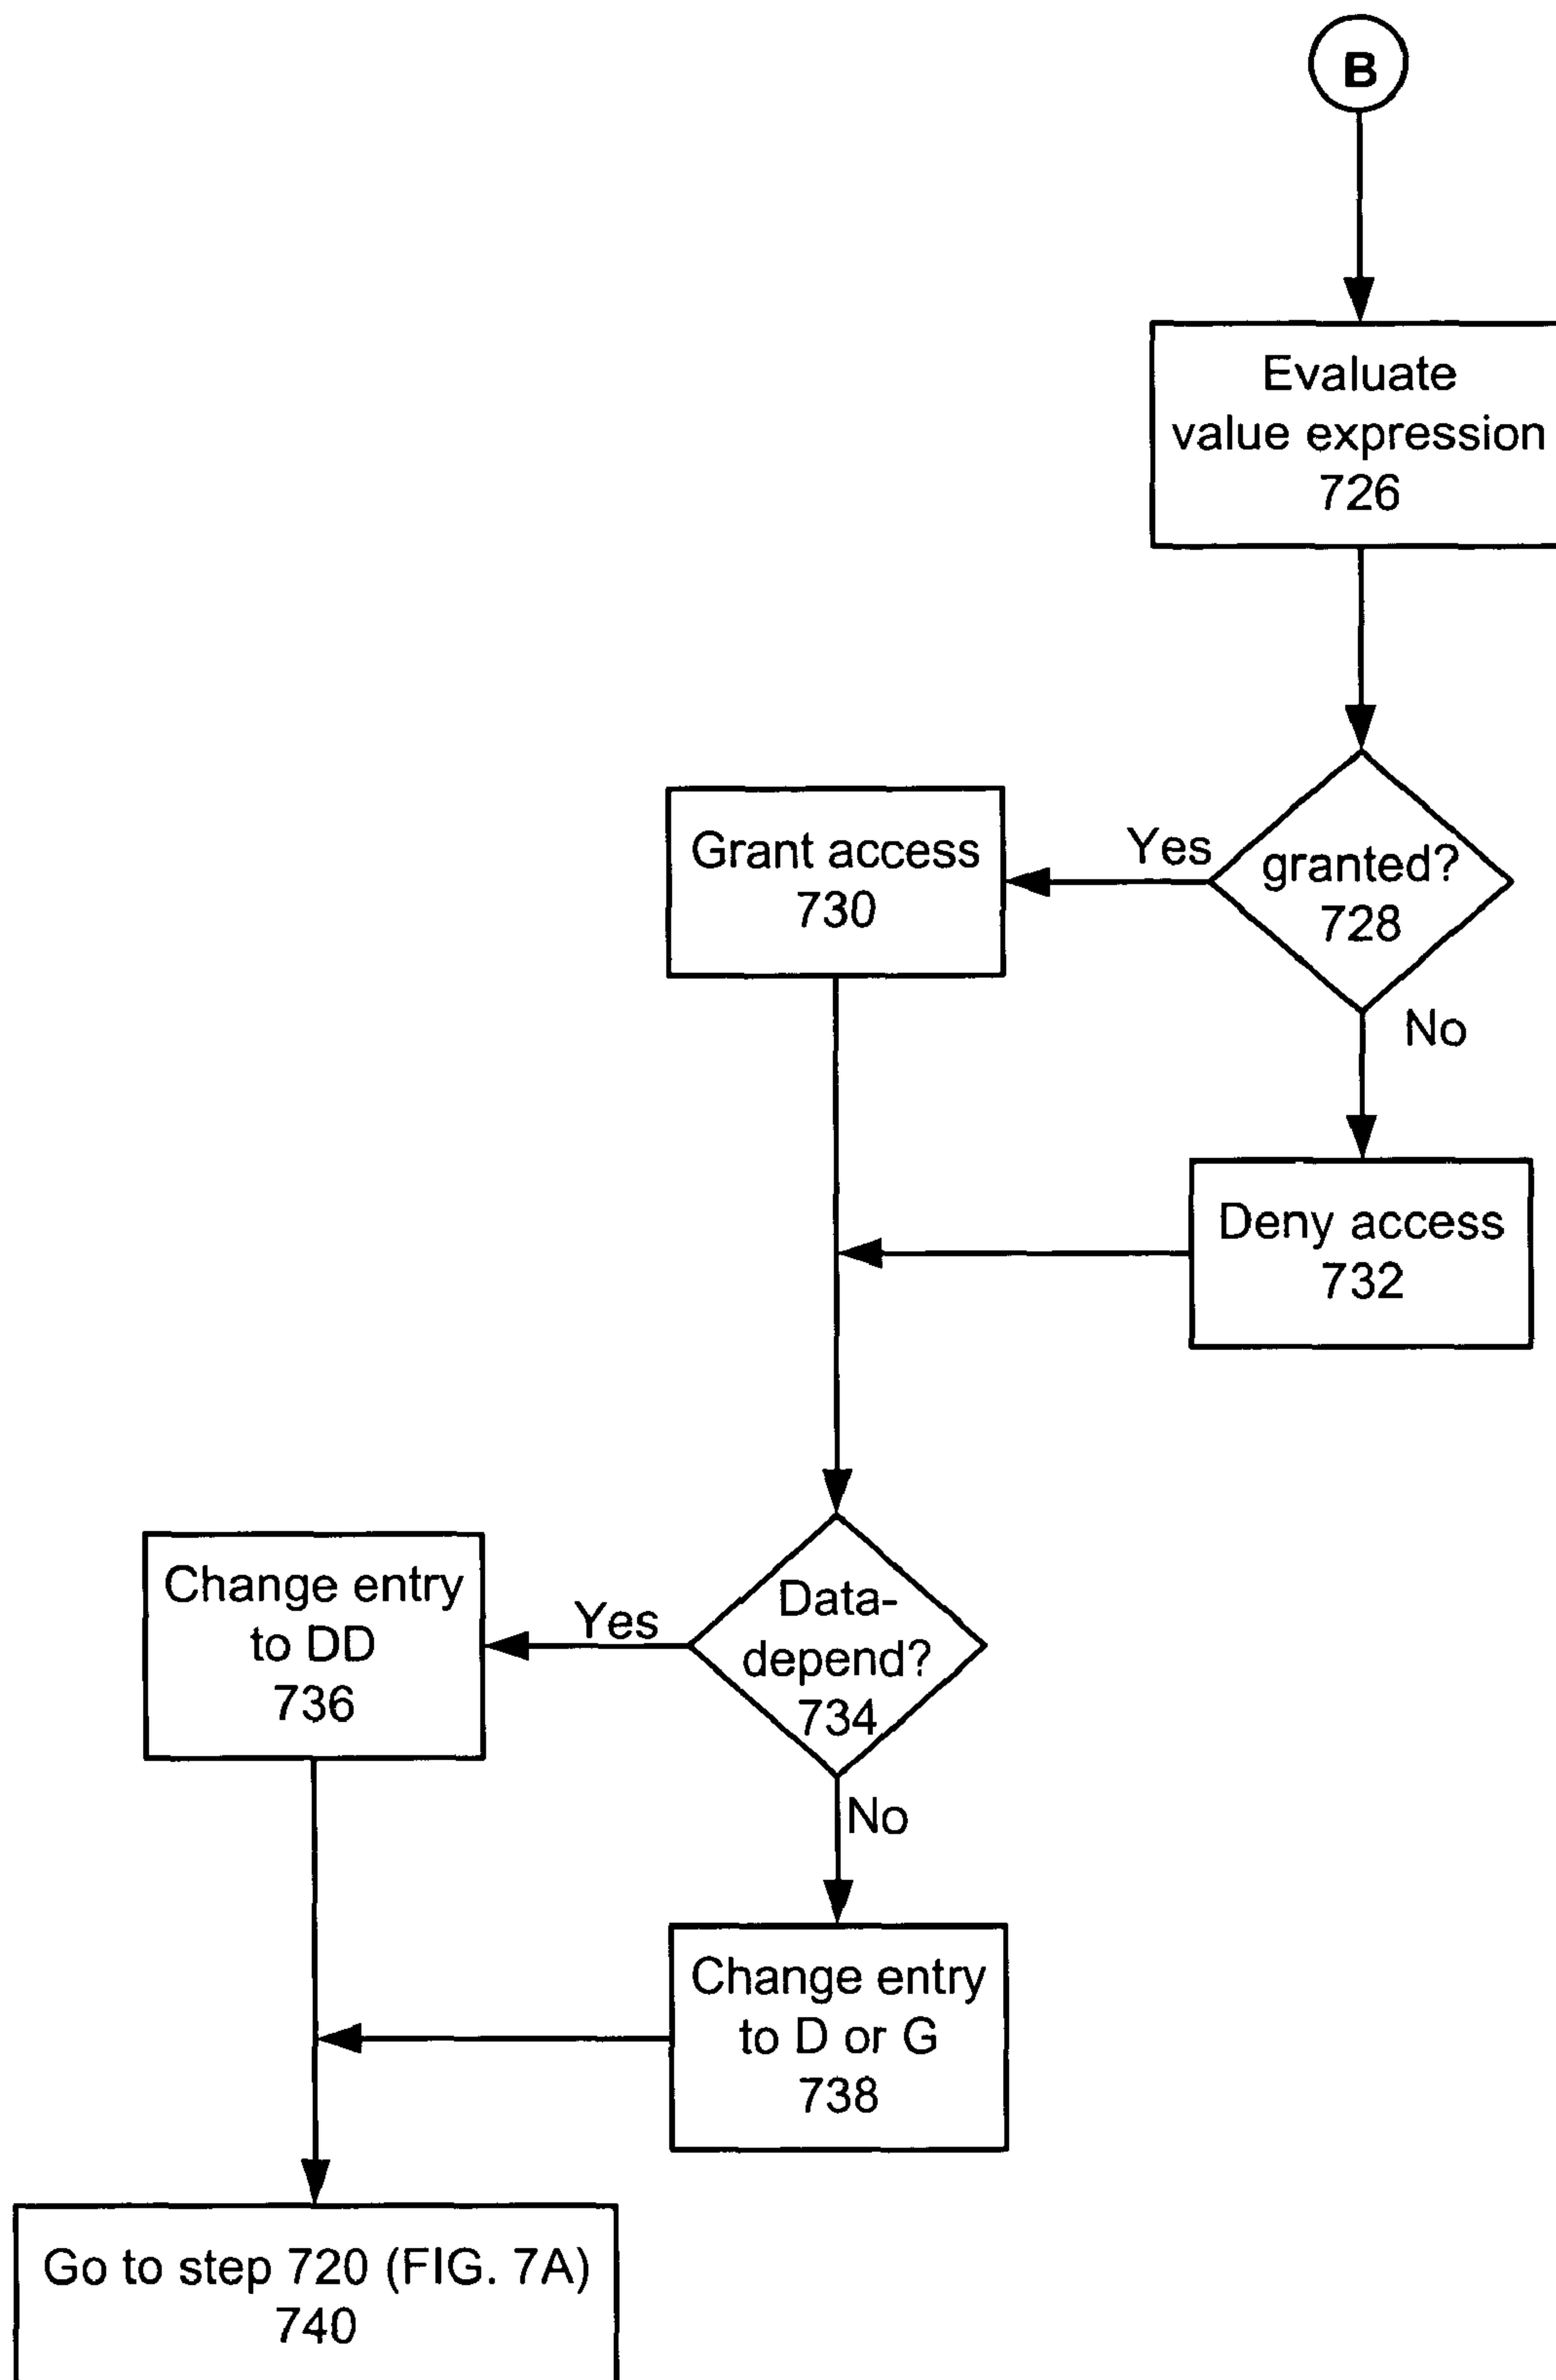 B
Evaluate
value expression
726
Grant access
730
Yes
granted?
728
No
Deny access
732
Change entry
to DD
736
Yes
Data-
depend?
734
No
Change entry
to D or G
738
Go to step 720 (FIG. 7A)
740